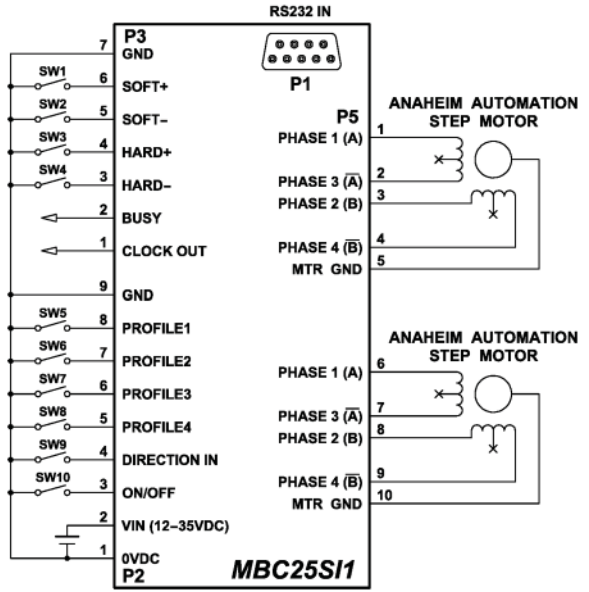 RS232 IN
P3
P1
7 GND
SW1
6 SOFT+
SW2
5 SOFT–
SW3
4 HARD+
SW4
3 HARD–
2 BUSY
1 CLOCK OUT
9 GND
SW5
8 PROFILE1
SW6
7 PROFILE2
SW7
6 PROFILE3
SW8
5 PROFILE4
SW9
4 DIRECTION IN
SW10
3 ON/OFF
2 VIN (12–35VDC)
1 0VDC
P2
MBC25SI1
P5
ANAHEIM AUTOMATION
STEP MOTOR
PHASE 1 (A) 1
PHASE 3 (A̅) 2
PHASE 2 (B) 3
PHASE 4 (B̅) 4
MTR GND 5
ANAHEIM AUTOMATION
STEP MOTOR
PHASE 1 (A) 6
PHASE 3 (A̅) 7
PHASE 2 (B) 8
PHASE 4 (B̅) 9
MTR GND 10